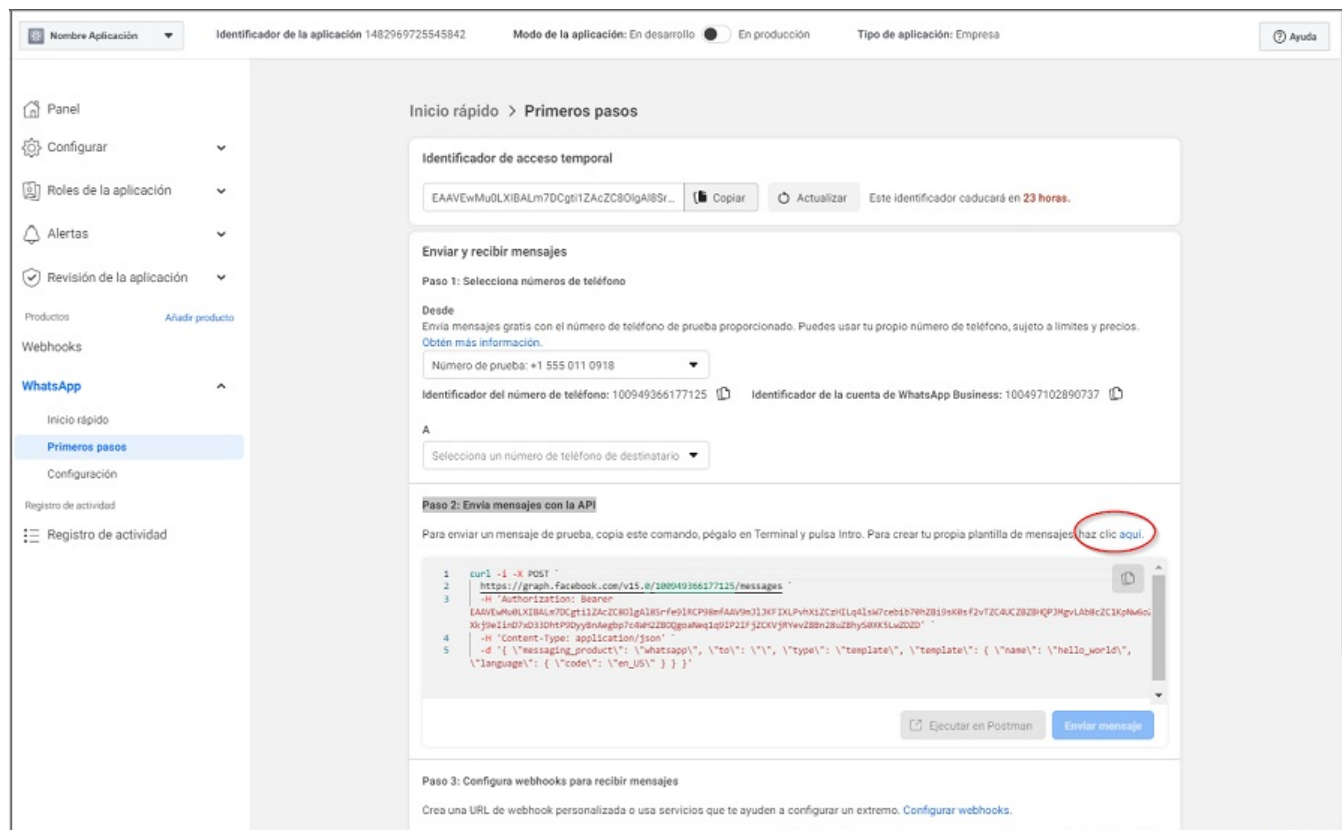 Nombre Aplicación
Identificador de la aplicación 1482969725545842
Modo de la aplicación: En desarrollo
En producción
Tipo de aplicación: Empresa
Ayuda
Panel
Configurar
Roles de la aplicación
Alertas
Revisión de la aplicación
Productos
Añadir producto
Webhooks
WhatsApp
Inicio rápido
Primeros pasos
Configuración
Registro de actividad
Registro de actividad
Inicio rápido > Primeros pasos
Identificador de acceso temporal
Copiar
Actualizar
Este identificador caducará en 23 horas.
Enviar y recibir mensajes
Paso 1: Selecciona números de teléfono
Desde
Envía mensajes gratis con el número de teléfono de prueba proporcionado. Puedes usar tu propio número de teléfono, sujeto a límites y precios.
Obtén más información.
Número de prueba: +1 555 011 0918
Identificador del número de teléfono: 100949366177125
Identificador de la cuenta de WhatsApp Business: 100497102890737
A
Selecciona un número de teléfono de destinatario
Paso 2: Envía mensajes con la API
Para enviar un mensaje de prueba, copia este comando, pégalo en Terminal y pulsa Intro. Para crear tu propia plantilla de mensajes, haz clic aquí.
1 curl -i -X POST `
2 https://graph.facebook.com/v15.0/100949366177125/messages `
3 -H 'Authorization: Bearer
4 -H 'Content-Type: application/json' `
5 -d '{ \"messaging_product\": \"whatsapp\", \"to\": \"\", \"type\": \"template\", \"template\": { \"name\": \"hello_world\",
\"language\": { \"code\": \"en_US\" } } }'
Ejecutar en Postman
Enviar mensaje
Paso 3: Configura webhooks para recibir mensajes
Crea una URL de webhook personalizada o usa servicios que te ayuden a configurar un extremo. Configurar webhooks.